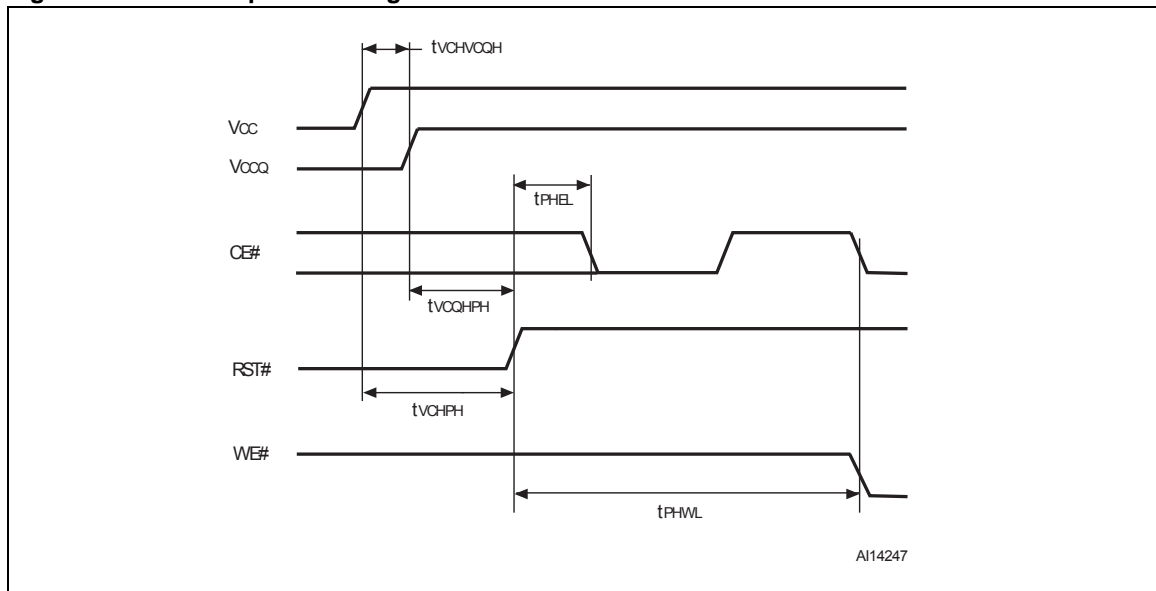 tVCHVCQH
VCC
VCCQ
tPHEL
CE#
tVCQHPH
RST#
tVCHPH
WE#
tPHWL
AI14247